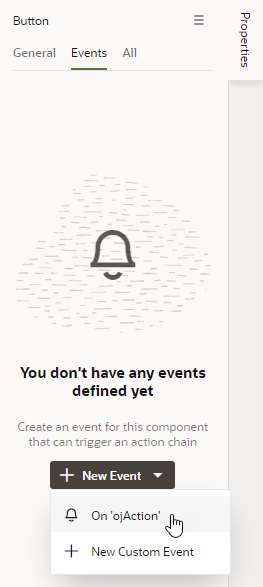 Button
Properties
General Events All
You don't have any events
defined yet
Create an event for this component
that can trigger an action chain
New Event
On 'ojAction'
New Custom Event